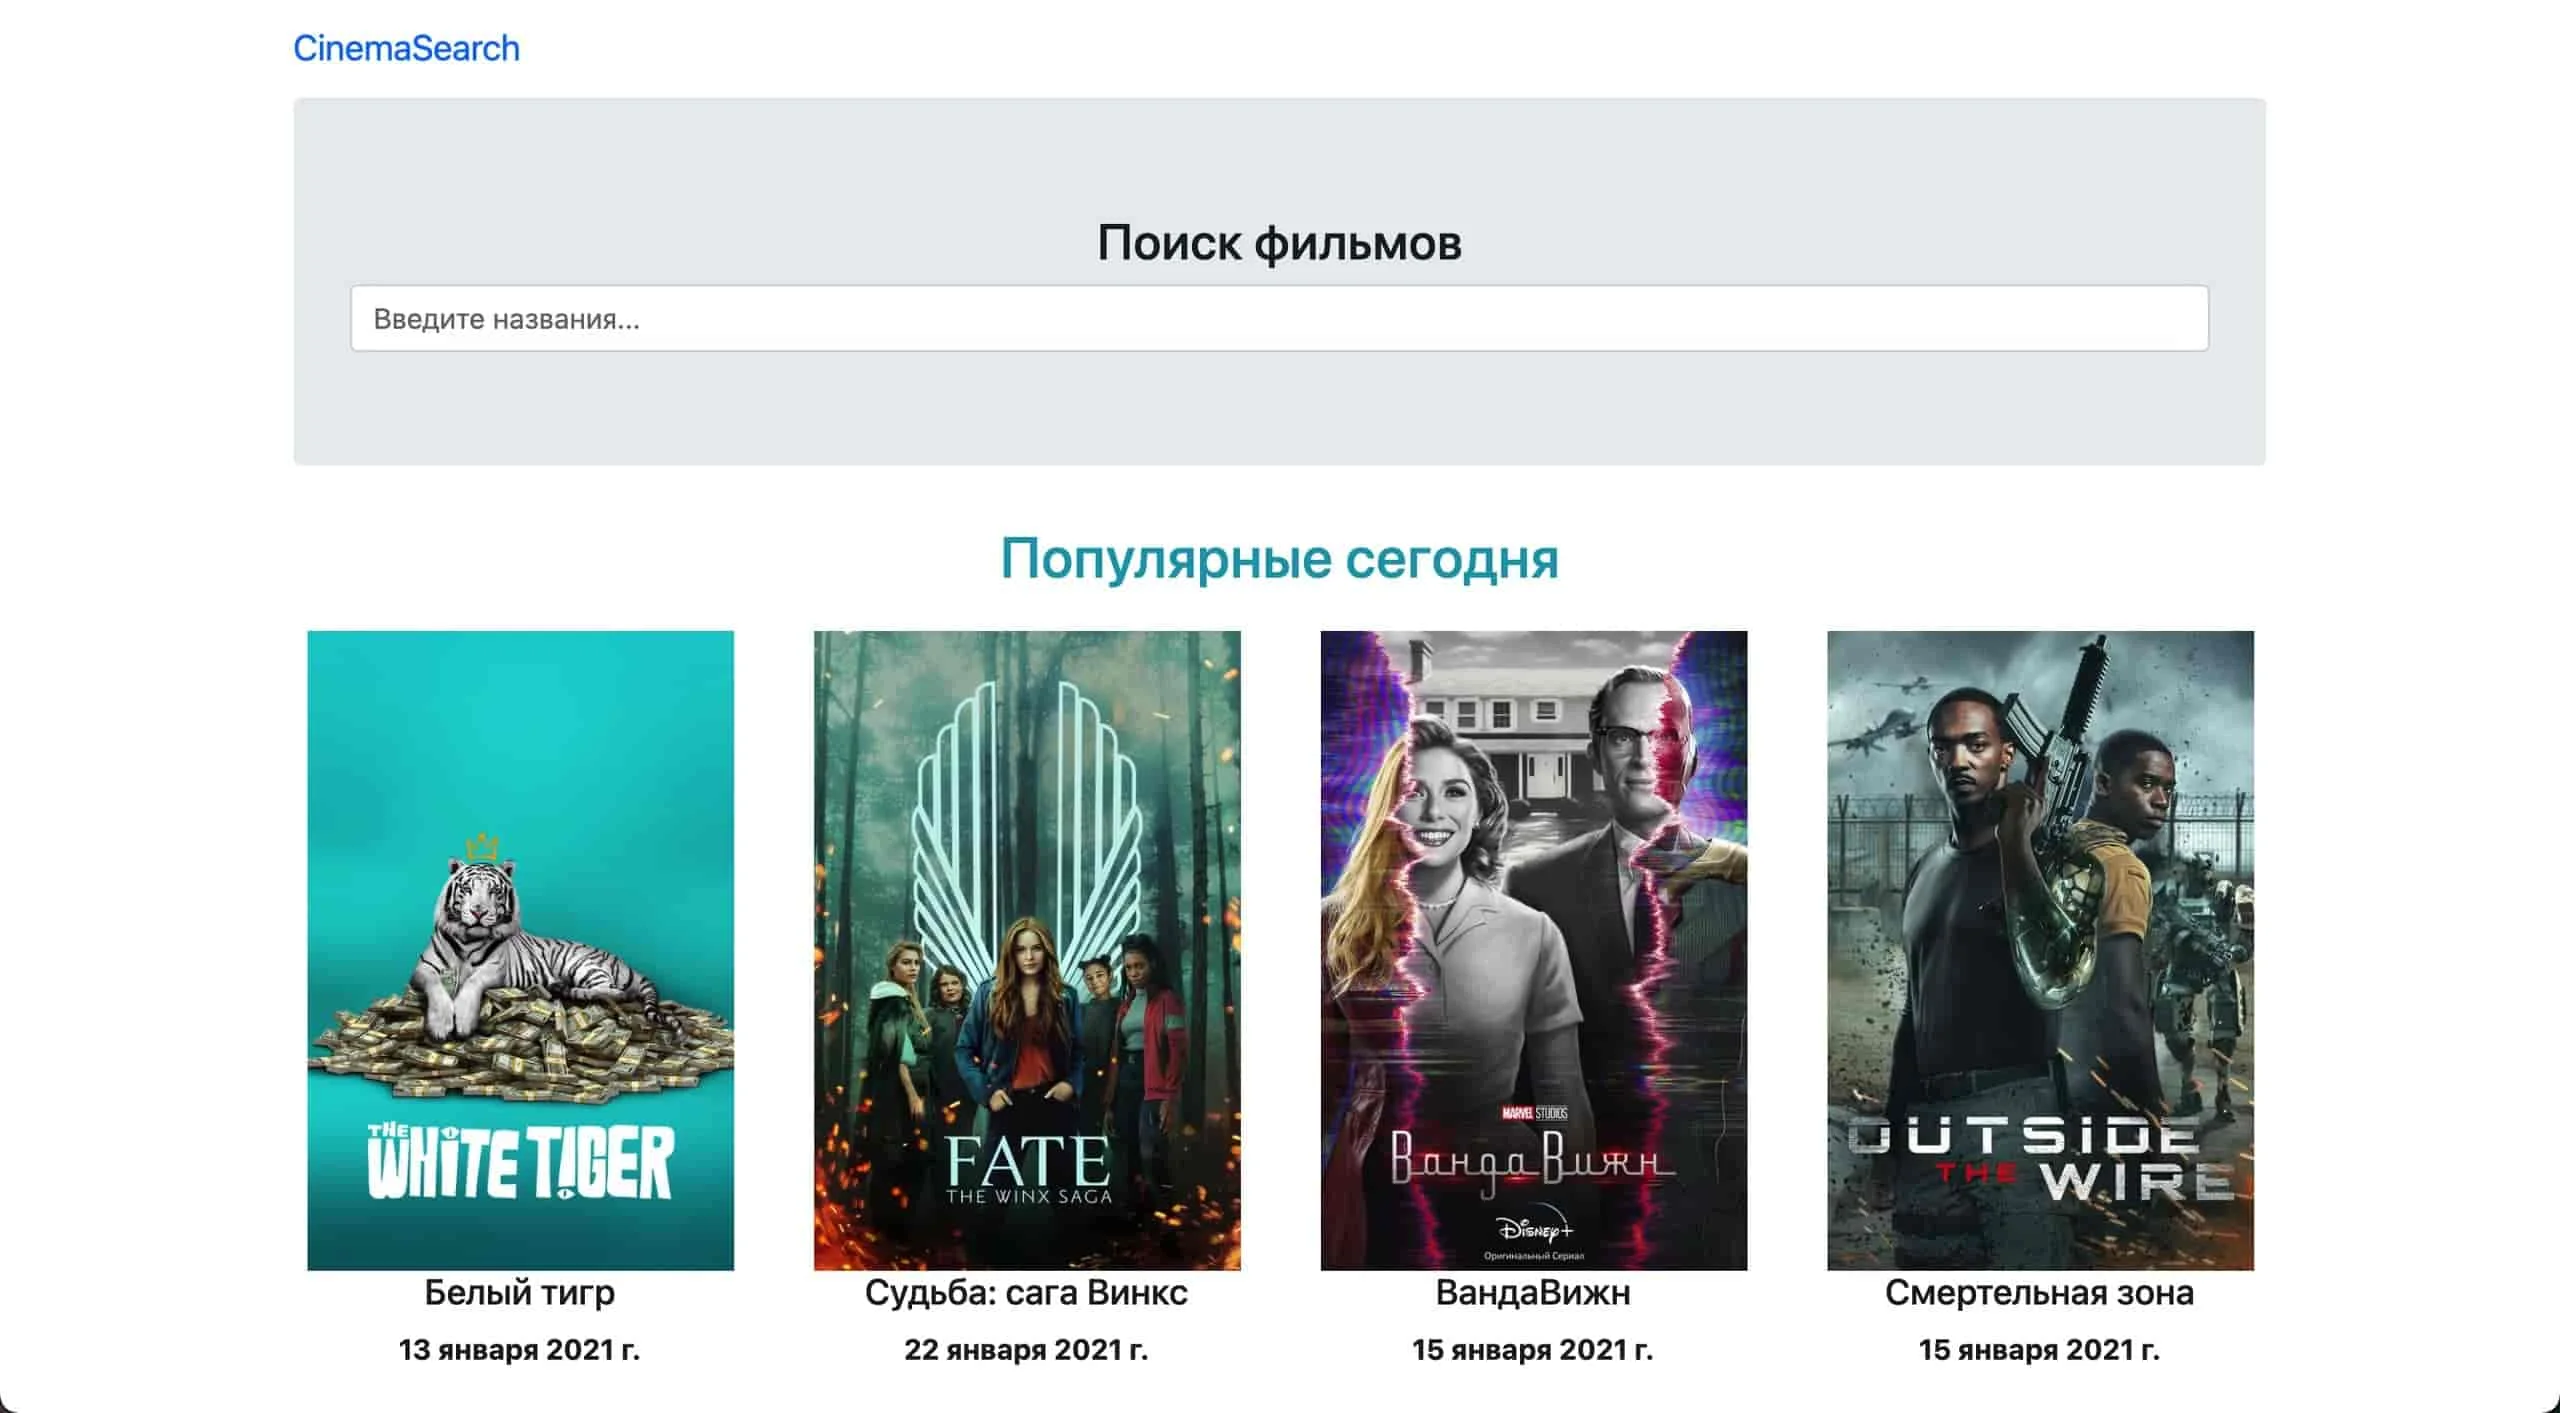 CinemaSearch
Поиск фильмов
Введите названия...
Популярные сегодня
THE
WHITE TIGER
Белый тигр
13 января 2021 г.
FATE
THE WINX SAGA
Судьба: сага Винкс
22 января 2021 г.
MARVEL STUDIOS
ВандаВижн
Disney+
Оригинальный Сериал
ВандаВижн
15 января 2021 г.
OUTSIDE
THE WIRE
Смертельная зона
15 января 2021 г.